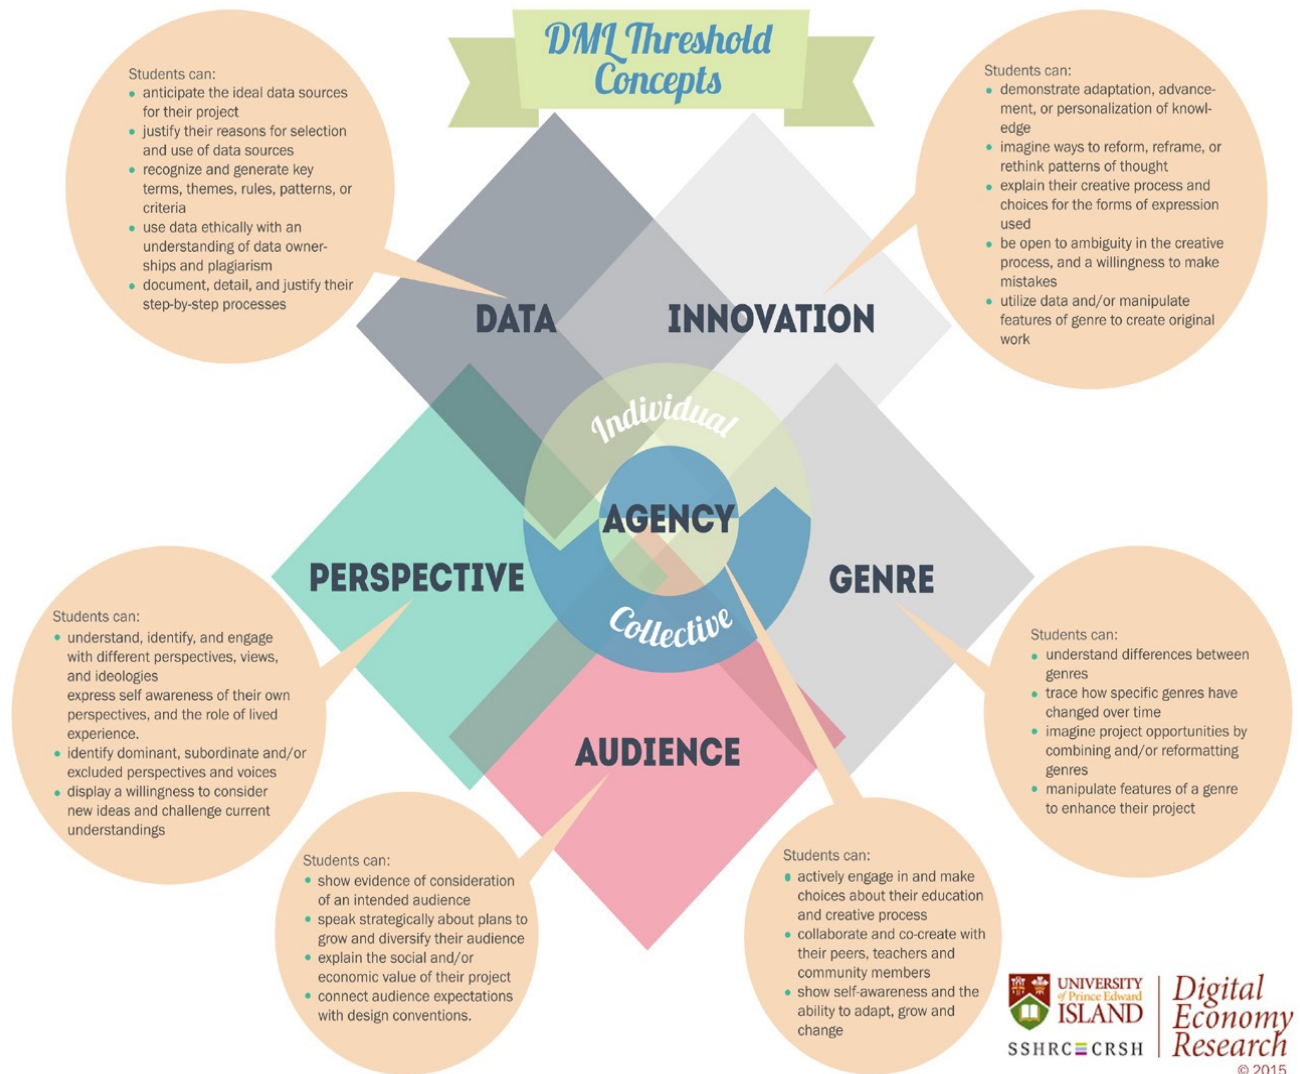 DML Threshold
Concepts
Students can:
• anticipate the ideal data sources
for their project
• justify their reasons for selection
and use of data sources
• recognize and generate key
terms, themes, rules, patterns, or
criteria
• use data ethically with an
understanding of data owner-
ships and plagiarism
• document, detail, and justify their
step-by-step processes
Students can:
• demonstrate adaptation, advance-
ment, or personalization of knowl-
edge
• imagine ways to reform, reframe, or
rethink patterns of thought
• explain their creative process and
choices for the forms of expression
used
• be open to ambiguity in the creative
process, and a willingness to make
mistakes
• utilize data and/or manipulate
features of genre to create original
work
DATA
INNOVATION
Individual
AGENCY
Collective
PERSPECTIVE
GENRE
AUDIENCE
Students can:
• understand, identify, and engage
with different perspectives, views,
and ideologies
express self awareness of their own
perspectives, and the role of lived
experience.
• identify dominant, subordinate and/or
excluded perspectives and voices
• display a willingness to consider
new ideas and challenge current
understandings
Students can:
• understand differences between
genres
• trace how specific genres have
changed over time
• imagine project opportunities by
combining and/or reformatting
genres
• manipulate features of a genre
to enhance their project
Students can:
• show evidence of consideration
of an intended audience
• speak strategically about plans to
grow and diversify their audience
• explain the social and/or
economic value of their project
• connect audience expectations
with design conventions.
Students can:
• actively engage in and make
choices about their education
and creative process
• collaborate and co-create with
their peers, teachers and
community members
• show self-awareness and the
ability to adapt, grow and
change
UNIVERSITY
of Prince Edward
ISLAND
SSHRC CRSH
Digital
Economy
Research
© 2015